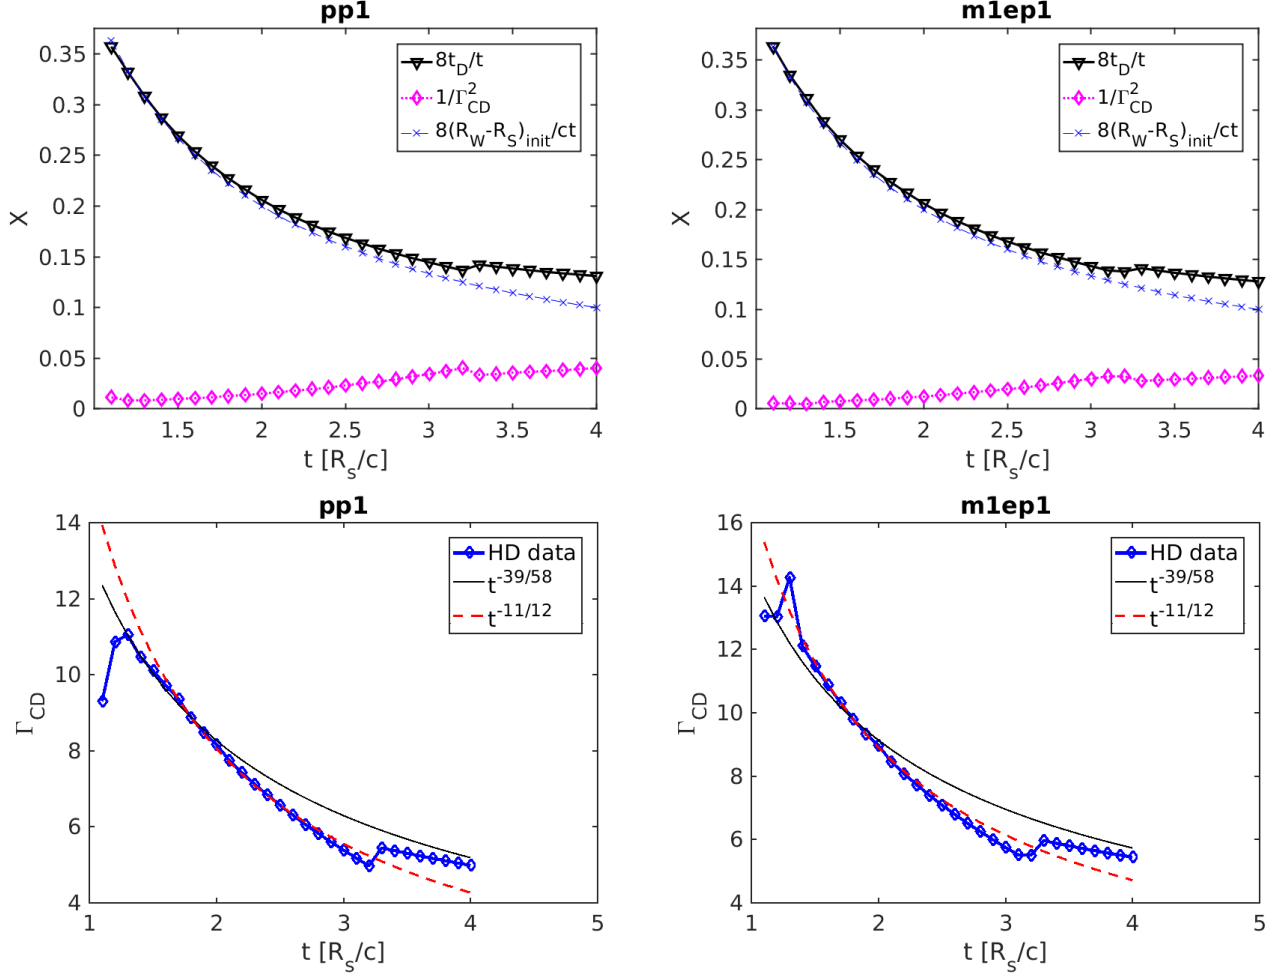 pp1
0.35
0.3
0.25
0.2
0.15
0.1
0.05
0
X
8t_D/t
1/Γ_CD^2
8(R_W-R_S)_init/ct
1.5 2 2.5 3 3.5 4
t [R_s/c]
m1ep1
0.35
0.3
0.25
0.2
0.15
0.1
0.05
0
X
8t_D/t
1/Γ_CD^2
8(R_W-R_S)_init/ct
1.5 2 2.5 3 3.5 4
t [R_s/c]
pp1
14
12
10
8
6
4
Γ_CD
HD data
t^-39/58
t^-11/12
1 2 3 4 5
t [R_s/c]
m1ep1
16
14
12
10
8
6
4
Γ_CD
HD data
t^-39/58
t^-11/12
1 2 3 4 5
t [R_s/c]